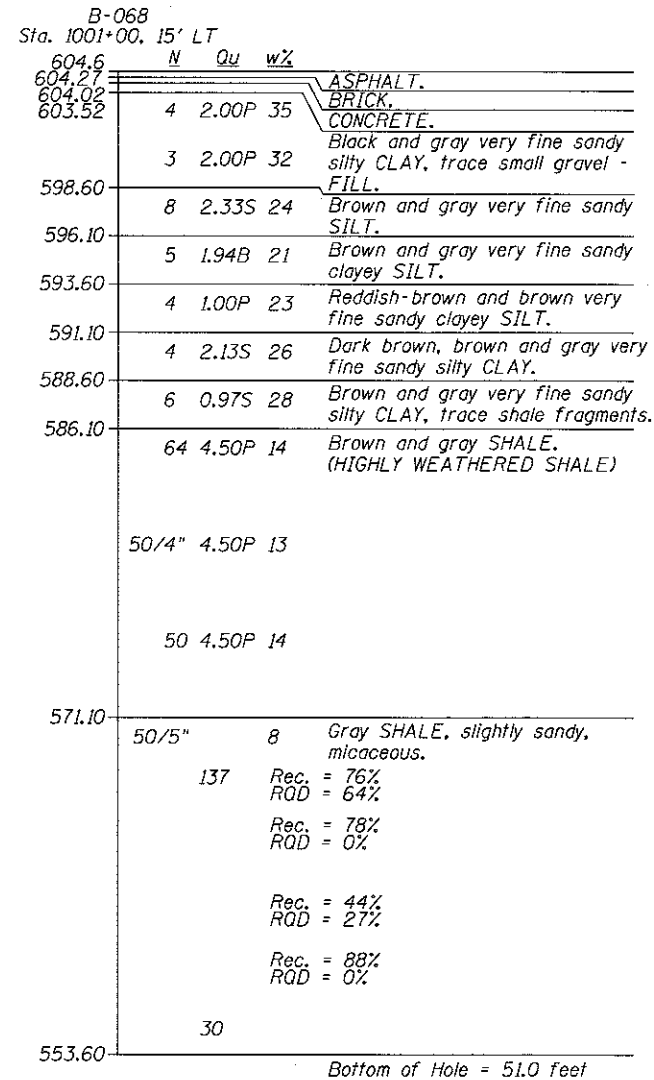 B-068
Sta. 1001+00, 15' LT
N Qu w%
604.6
604.27 ASPHALT.
604.02 BRICK.
603.52 4 2.00P 35 CONCRETE.
Black and gray very fine sandy
3 2.00P 32 silty CLAY, trace small gravel -
598.60 FILL.
8 2.33S 24 Brown and gray very fine sandy
SILT.
596.10
5 1.94B 21 Brown and gray very fine sandy
clayey SILT.
593.60
4 1.00P 23 Reddish-brown and brown very
fine sandy clayey SILT.
591.10
4 2.13S 26 Dark brown, brown and gray very
fine sandy silty CLAY.
588.60
6 0.97S 28 Brown and gray very fine sandy
silty CLAY, trace shale fragments.
586.10
64 4.50P 14 Brown and gray SHALE.
(HIGHLY WEATHERED SHALE)
50/4" 4.50P 13
50 4.50P 14
571.10
50/5" 8 Gray SHALE, slightly sandy,
micaceous.
137 Rec. = 76%
RQD = 64%
Rec. = 78%
RQD = 0%
Rec. = 44%
RQD = 27%
Rec. = 88%
RQD = 0%
30
553.60
Bottom of Hole = 51.0 feet